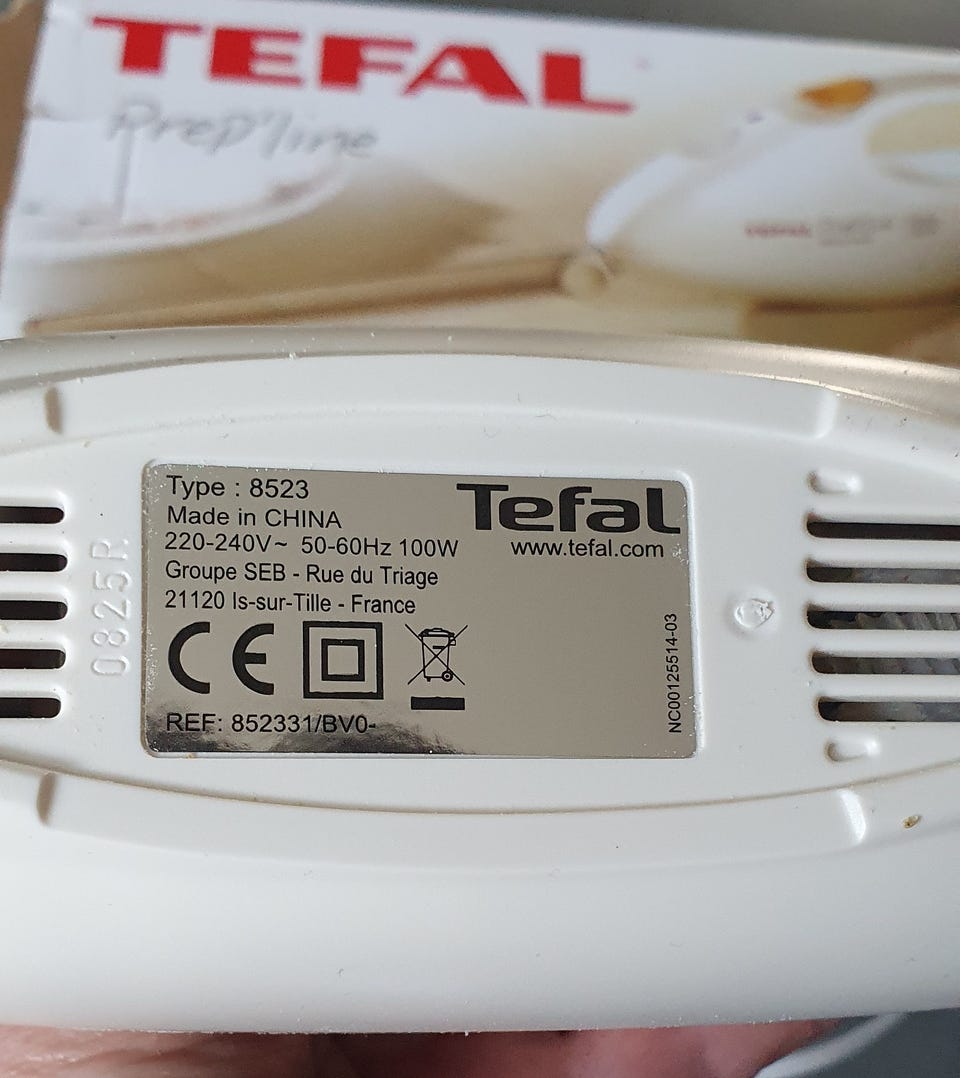 TEFAL
Prep'line
TEFAL
Type : 8523
Made in CHINA
220-240V~ 50-60Hz 100W
Groupe SEB - Rue du Triage
21120 Is-sur-Tille - France
Tefal
www.tefal.com
CE
REF: 852331/BV0-
NC00125514-03
0825R